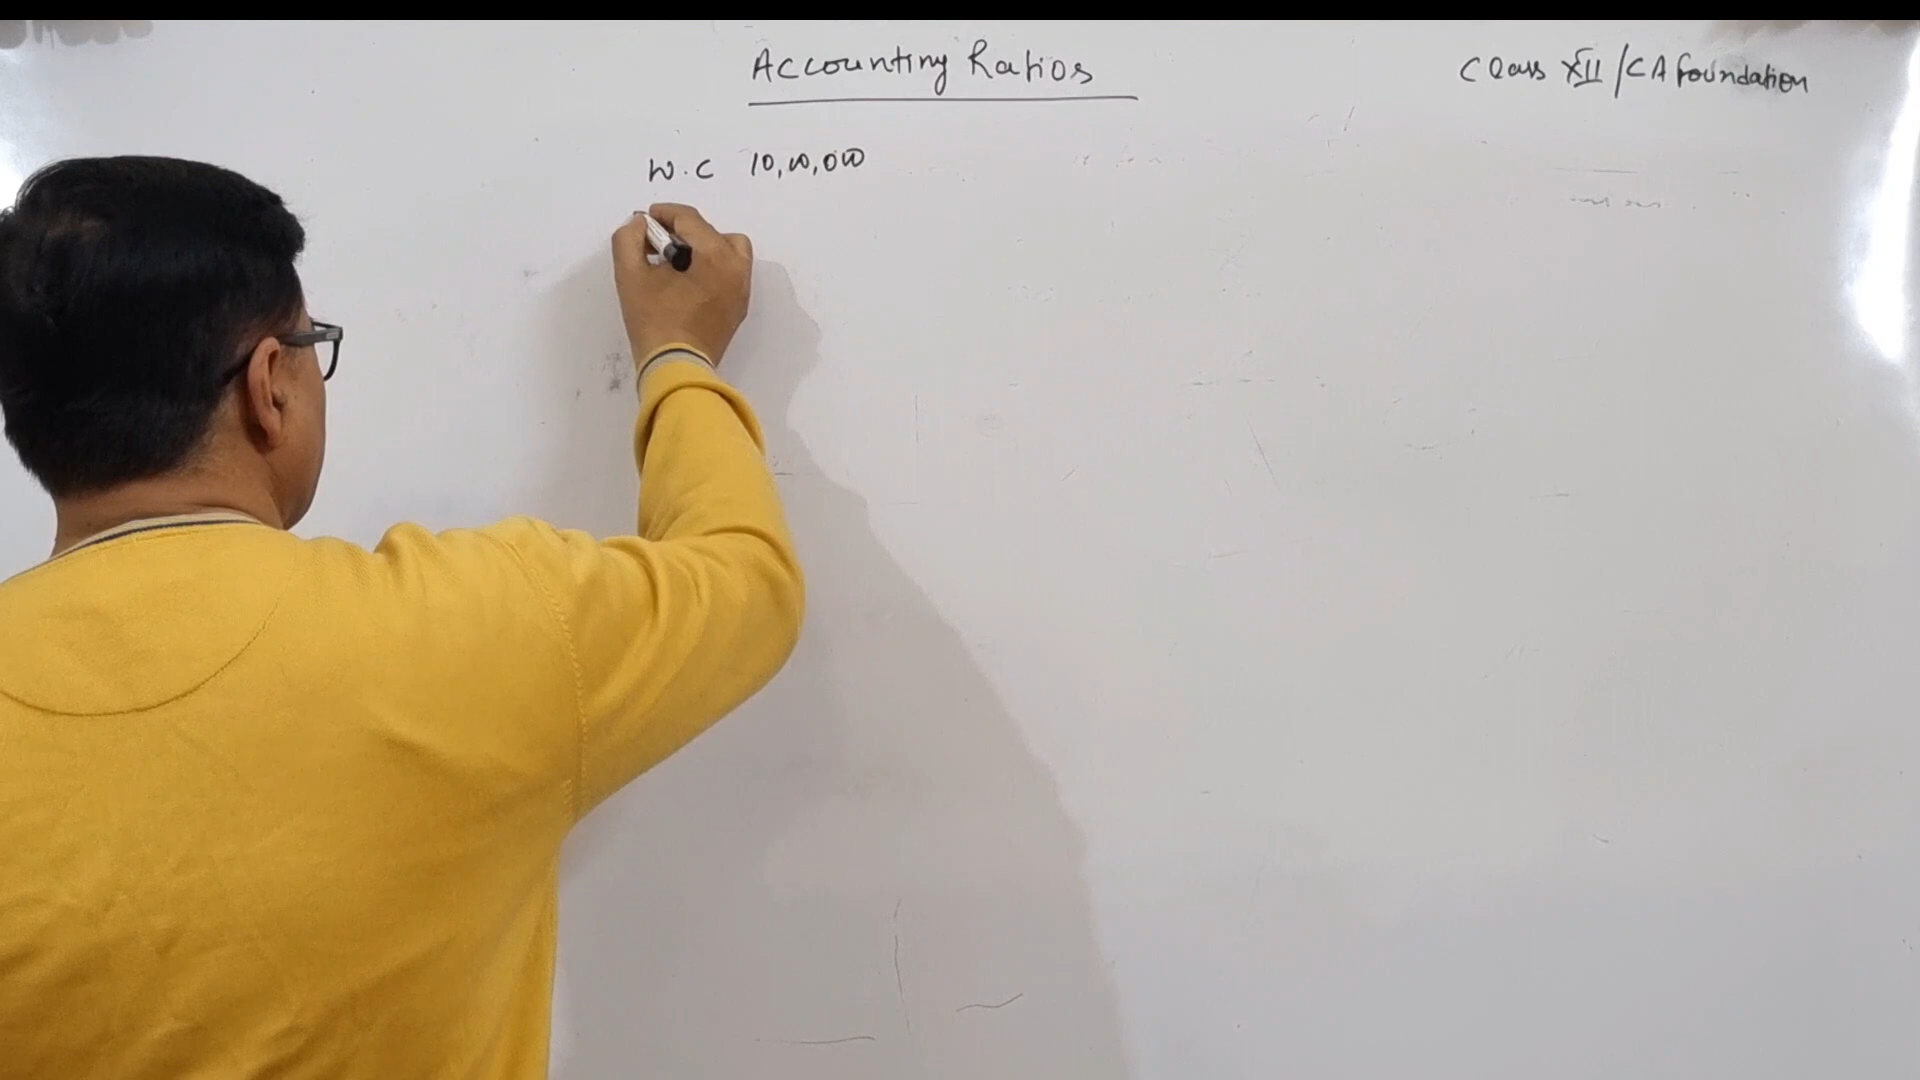 Accounting Ratios
Class XII / CA Foundation
W.C 10,00,000